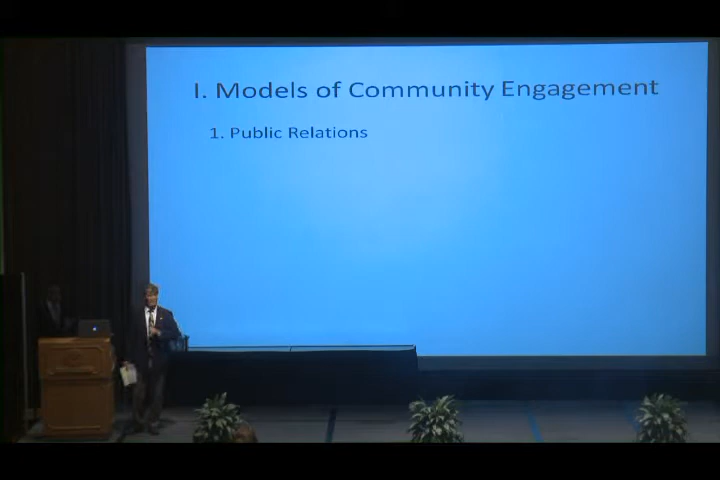 I. Models of Community Engagement
1. Public Relations